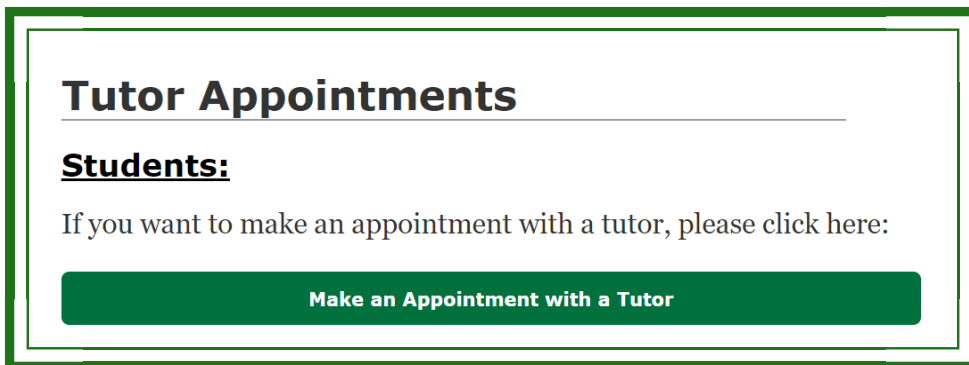 Tutor Appointments
Students:
If you want to make an appointment with a tutor, please click here:
Make an Appointment with a Tutor